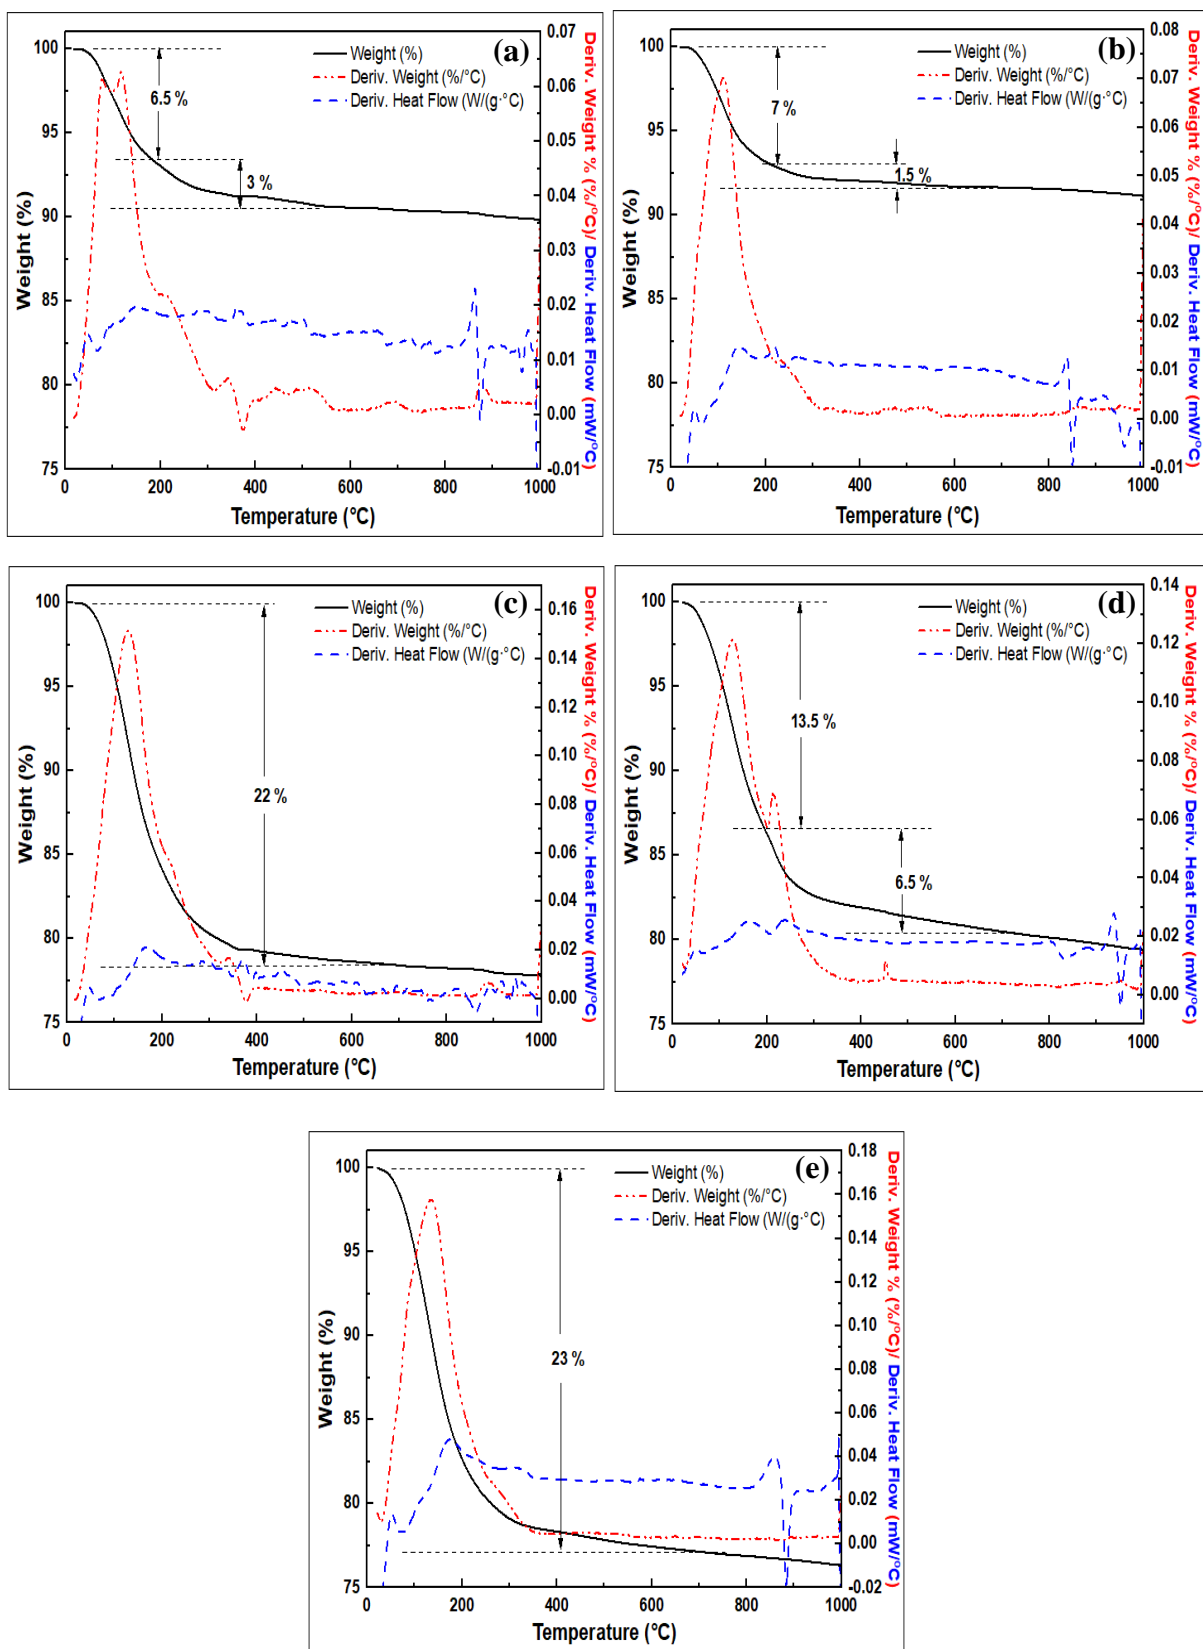 (a)
Weight (%)
Deriv. Weight (%/°C)
Deriv. Heat Flow (W/(g·°C)
6.5 %
3 %
100
95
90
85
80
75
Weight (%)
0.07
0.06
0.05
0.04
0.03
0.02
0.01
0.00
-0.01
Deriv. Weight % (%/°C)/ Deriv. Heat Flow (mW/°C)
0 200 400 600 800 1000
Temperature (°C)
(b)
Weight (%)
Deriv. Weight (%/°C)
Deriv. Heat Flow (W/(g·°C)
7 %
1.5 %
100
95
90
85
80
75
Weight (%)
0.08
0.07
0.06
0.05
0.04
0.03
0.02
0.01
0.00
-0.01
Deriv. Weight % (%/°C)/ Deriv. Heat Flow (mW/°C)
0 200 400 600 800 1000
Temperature (°C)
(c)
Weight (%)
Deriv. Weight (%/°C)
Deriv. Heat Flow (W/(g·°C)
22 %
100
95
90
85
80
75
Weight (%)
0.16
0.14
0.12
0.10
0.08
0.06
0.04
0.02
0.00
Deriv. Weight % (%/°C)/ Deriv. Heat Flow (mW/°C)
0 200 400 600 800 1000
Temperature (°C)
(d)
Weight (%)
Deriv. Weight (%/°C)
Deriv. Heat Flow (W/(g·°C)
13.5 %
6.5 %
100
95
90
85
80
75
Weight (%)
0.14
0.12
0.10
0.08
0.06
0.04
0.02
0.00
Deriv. Weight % (%/°C)/ Deriv. Heat Flow (mW/°C)
0 200 400 600 800 1000
Temperature (°C)
(e)
Weight (%)
Deriv. Weight (%/°C)
Deriv. Heat Flow (W/(g·°C)
23 %
100
95
90
85
80
75
Weight (%)
0.18
0.16
0.14
0.12
0.10
0.08
0.06
0.04
0.02
0.00
-0.02
Deriv. Weight % (%/°C)/ Deriv. Heat Flow (mW/°C)
0 200 400 600 800 1000
Temperature (°C)